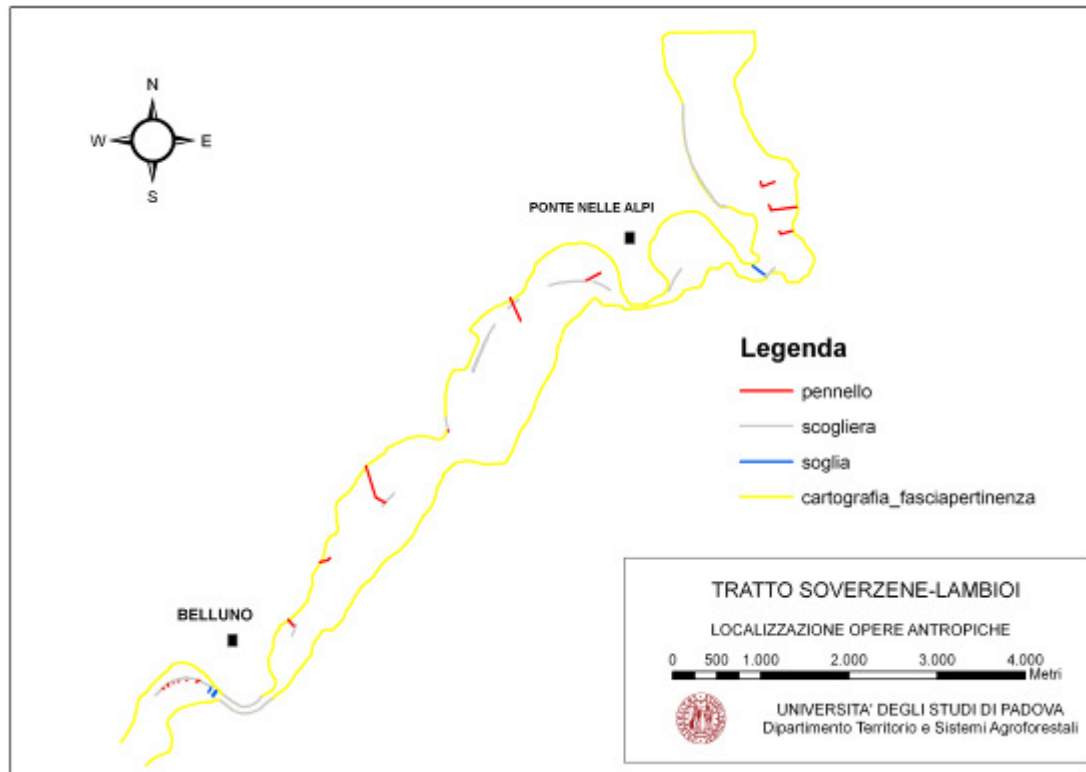 N
W E
S
PONTE NELLE ALPI
BELLUNO
Legenda
pennello
scogliera
soglia
cartografia_fasciapertinenza
TRATTO SOVERZENE-LAMBIOI
LOCALIZZAZIONE OPERE ANTROPICHE
0 500 1.000 2.000 3.000 4.000
Metri
UNIVERSITA' DEGLI STUDI DI PADOVA
Dipartimento Territorio e Sistemi Agroforestali